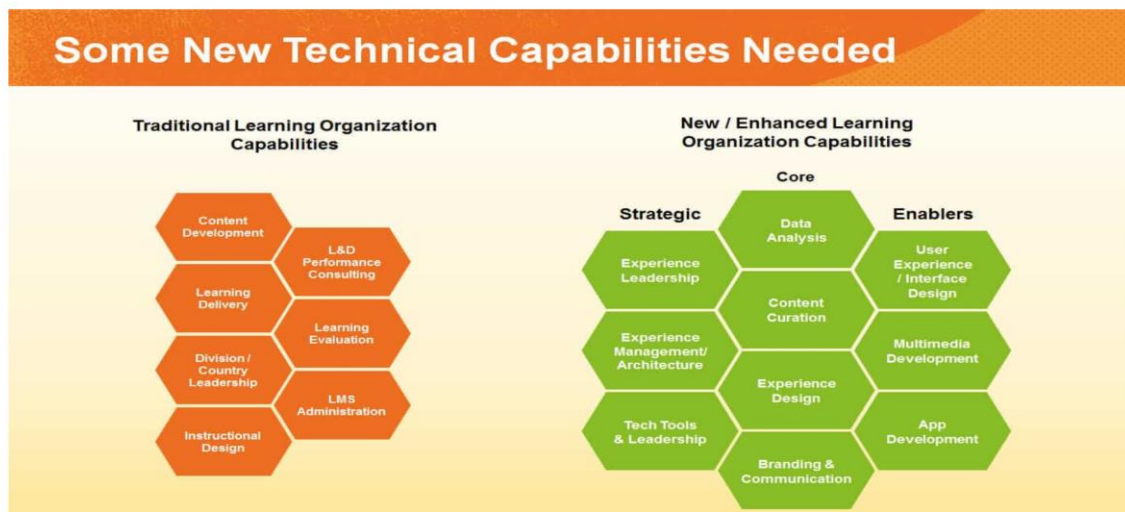 Some New Technical Capabilities Needed
Traditional Learning Organization
Capabilities
Content
Development
L&D
Performance
Consulting
Learning
Delivery
Learning
Evaluation
Division /
Country
Leadership
LMS
Administration
Instructional
Design
New / Enhanced Learning
Organization Capabilities
Strategic
Experience
Leadership
Experience
Management/
Architecture
Tech Tools
& Leadership
Core
Data
Analysis
Content
Curation
Experience
Design
Branding &
Communication
Enablers
User
Experience
/ Interface
Design
Multimedia
Development
App
Development